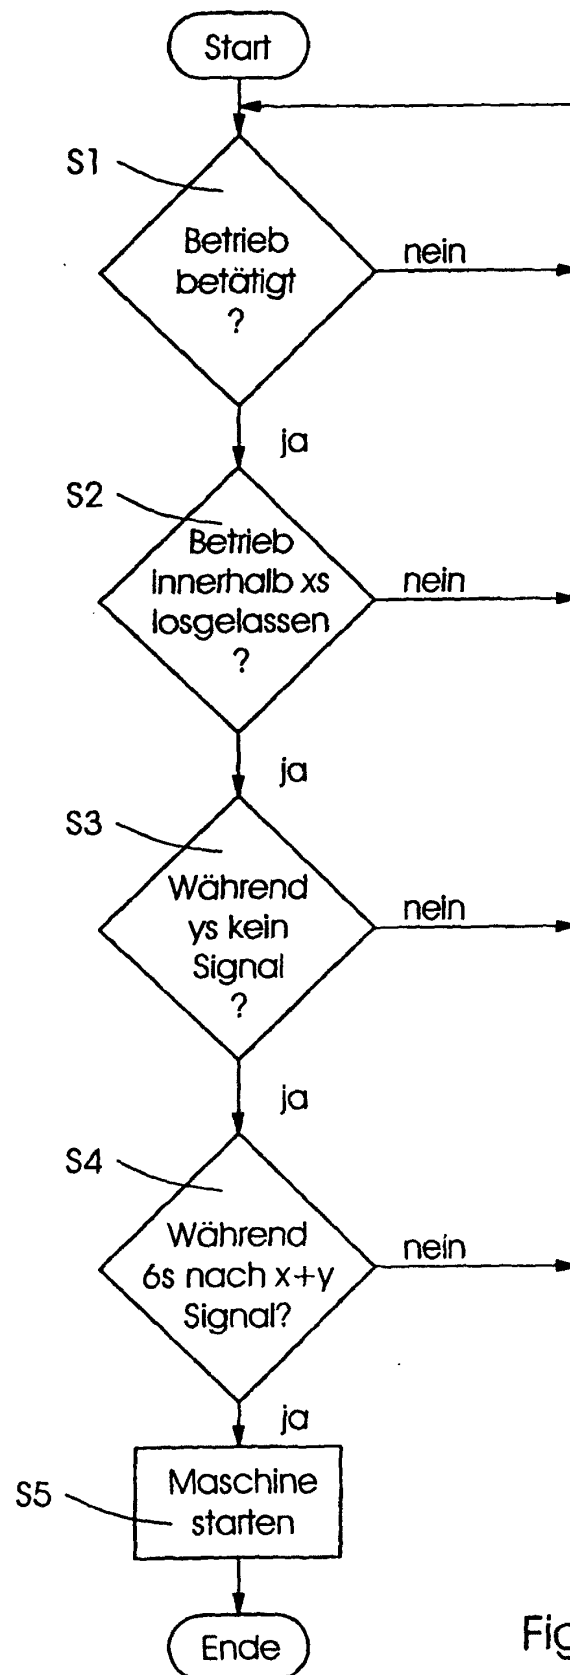 Start
S1
Betrieb
betätigt
?
nein
ja
S2
Betrieb
innerhalb xs
losgelassen
?
nein
ja
S3
Während
ys kein
Signal
?
nein
ja
S4
Während
6s nach x+y
Signal?
nein
ja
S5
Maschine
starten
Ende
Fig